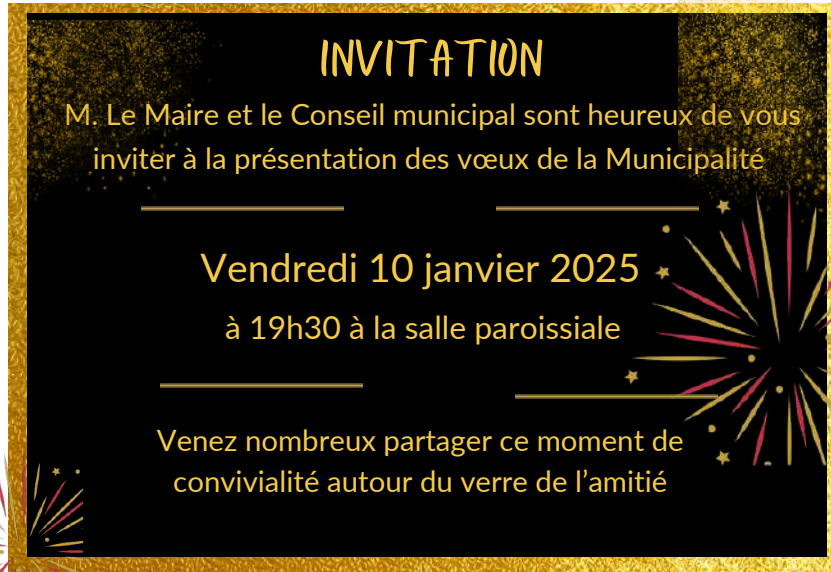 INVITATION
M. Le Maire et le Conseil municipal sont heureux de vous
inviter à la présentation des vœux de la Municipalité
Vendredi 10 janvier 2025
à 19h30 à la salle paroissiale
Venez nombreux partager ce moment de
convivialité autour du verre de l’amitié